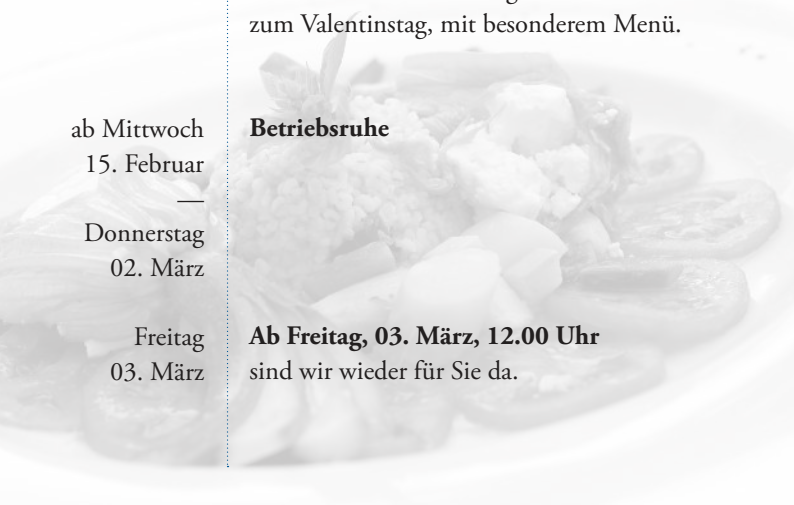 zum Valentinstag, mit besonderem Menü.
ab Mittwoch
15. Februar
—
Donnerstag
02. März
Betriebsruhe
Freitag
03. März
Ab Freitag, 03. März, 12.00 Uhr
sind wir wieder für Sie da.